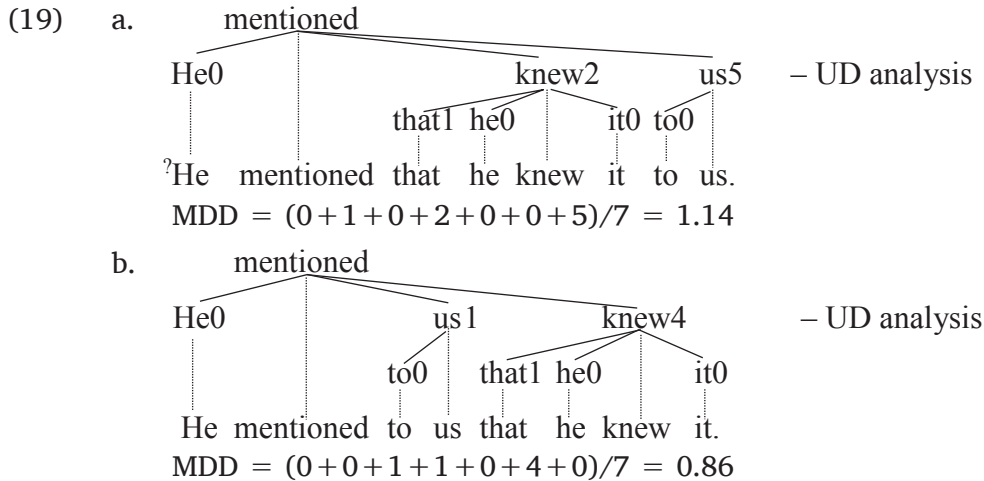 (19) a. mentioned
He0 knew2 us5 – UD analysis
that1 he0 it0 to0
?He mentioned that he knew it to us.
MDD = (0+1+0+2+0+0+5)/7 = 1.14
b. mentioned
He0 us1 knew4 – UD analysis
to0 that1 he0 it0
He mentioned to us that he knew it.
MDD = (0+0+1+1+0+4+0)/7 = 0.86